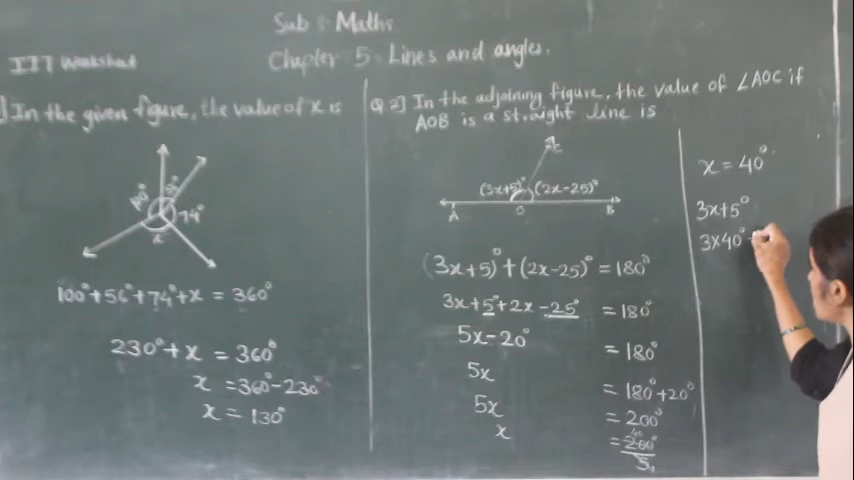 Sub : Maths
Chapter 5. Lines and angles.
IIT Worksheet
] In the given figure, the value of x is
74°
x
100° + 56° + 74° + x = 360°
230° + x = 360°
x = 360° - 230°
x = 130°
Q 2] In the adjoining figure, the value of ∠AOC if
AOB is a straight line is
C
(3x+5)° (2x-25)°
A O B
(3x+5)° + (2x-25)° = 180°
3x + 5° + 2x - 25° = 180°
5x - 20° = 180°
5x = 180° + 20°
5x = 200°
x = 200°
40
5
x = 40°
3x+5°
3x40°